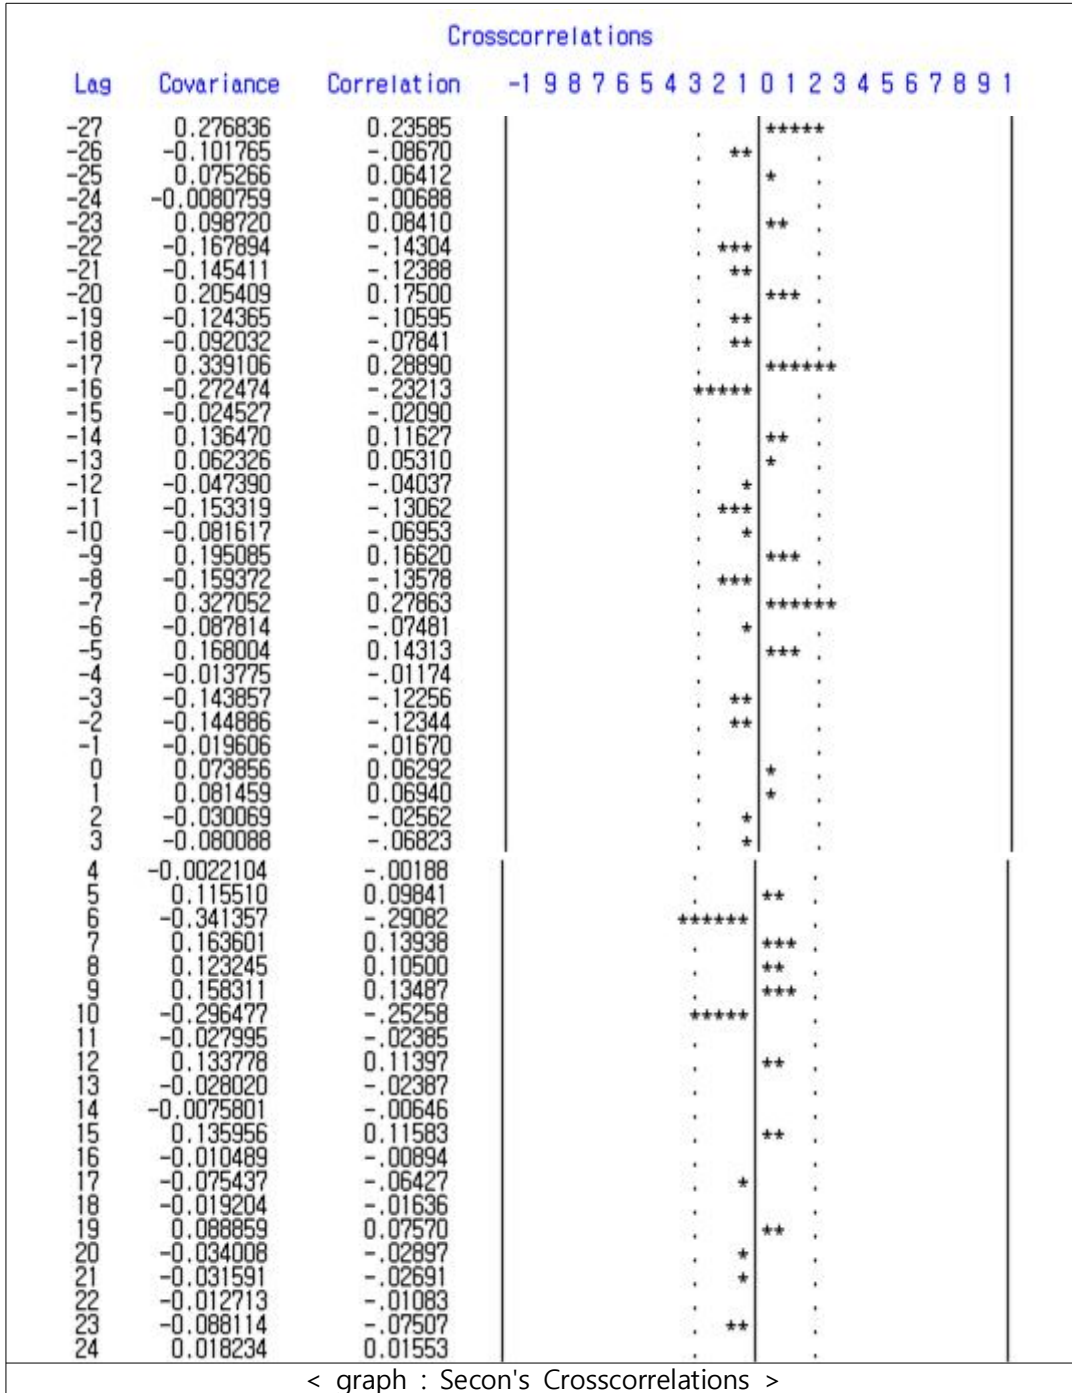 Crosscorrelations
Lag Covariance Correlation -1 9 8 7 6 5 4 3 2 1 0 1 2 3 4 5 6 7 8 9 1
-27 0.276836 0.23585 | . |***** |
-26 -0.101765 -.08670 | . **| . |
-25 0.075266 0.06412 | . |* . |
-24 -0.0080759 -.00688 | . | . |
-23 0.098720 0.08410 | . |** . |
-22 -0.167894 -.14304 | . ***| . |
-21 -0.145411 -.12388 | . **| . |
-20 0.205409 0.17500 | . |*** . |
-19 -0.124365 -.10595 | . **| . |
-18 -0.092032 -.07841 | . **| . |
-17 0.339106 0.28890 | . |****** |
-16 -0.272474 -.23213 | *****| . |
-15 -0.024527 -.02090 | . | . |
-14 0.136470 0.11627 | . |** . |
-13 0.062326 0.05310 | . |* . |
-12 -0.047390 -.04037 | . *| . |
-11 -0.153319 -.13062 | . ***| . |
-10 -0.081617 -.06953 | . *| . |
-9 0.195085 0.16620 | . |*** . |
-8 -0.159372 -.13578 | . ***| . |
-7 0.327052 0.27863 | . |****** |
-6 -0.087814 -.07481 | . *| . |
-5 0.168004 0.14313 | . |*** . |
-4 -0.013775 -.01174 | . | . |
-3 -0.143857 -.12256 | . **| . |
-2 -0.144886 -.12344 | . **| . |
-1 -0.019606 -.01670 | . | . |
0 0.073856 0.06292 | . |* . |
1 0.081459 0.06940 | . |* . |
2 -0.030069 -.02562 | . *| . |
3 -0.080088 -.06823 | . *| . |
4 -0.0022104 -.00188 | . | . |
5 0.115510 0.09841 | . |** . |
6 -0.341357 -.29082 | ******| . |
7 0.163601 0.13938 | . |*** . |
8 0.123245 0.10500 | . |** . |
9 0.158311 0.13487 | . |*** . |
10 -0.296477 -.25258 | *****| . |
11 -0.027995 -.02385 | . | . |
12 0.133778 0.11397 | . |** . |
13 -0.028020 -.02387 | . | . |
14 -0.0075801 -.00646 | . | . |
15 0.135956 0.11583 | . |** . |
16 -0.010489 -.00894 | . | . |
17 -0.075437 -.06427 | . *| . |
18 -0.019204 -.01636 | . | . |
19 0.088859 0.07570 | . |** . |
20 -0.034008 -.02897 | . *| . |
21 -0.031591 -.02691 | . *| . |
22 -0.012713 -.01083 | . | . |
23 -0.088114 -.07507 | . **| . |
24 0.018234 0.01553 | . | . |
< graph : Secon's Crosscorrelations >